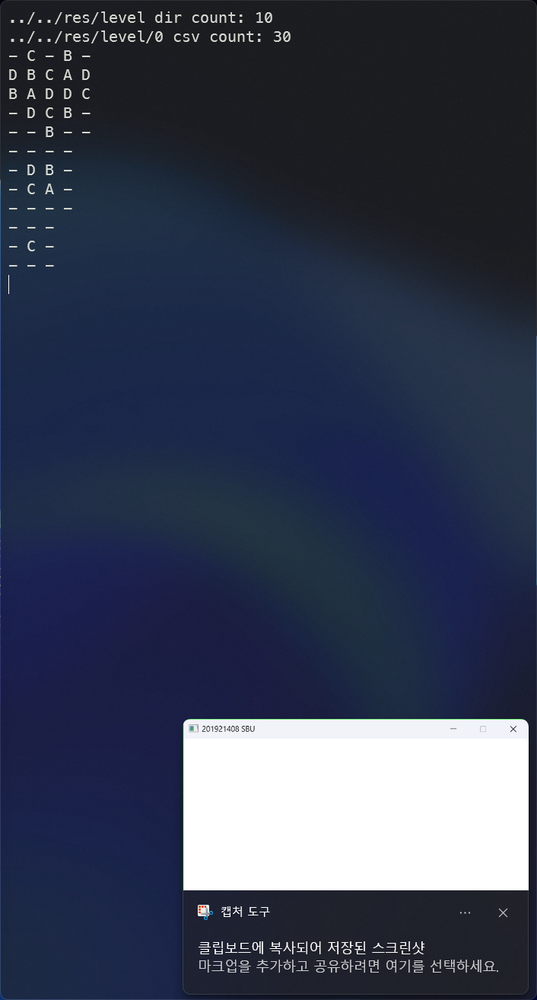 ../../res/level dir count: 10
../../res/level/0 csv count: 30
- C - B -
D B C A D
B A D D C
- D C B -
- - B - -
- - - -
- D B -
- C A -
- - - -
- - -
- C -
- - -
201921408 SBU
캡처 도구
클립보드에 복사되어 저장된 스크린샷
마크업을 추가하고 공유하려면 여기를 선택하세요.